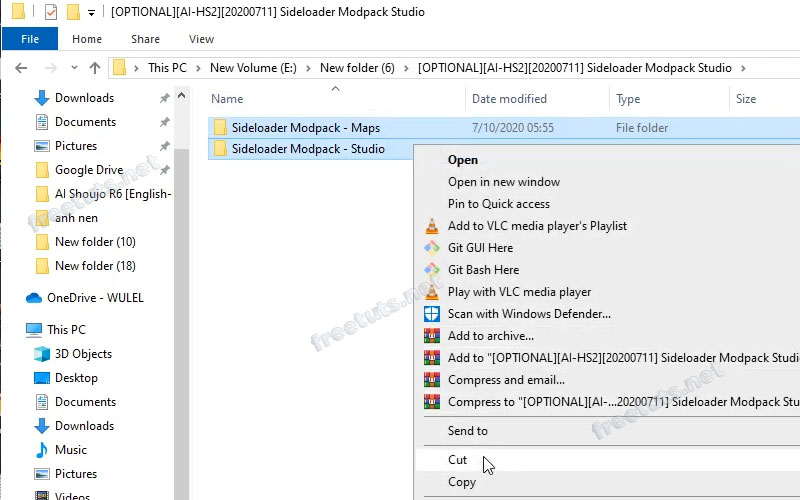 [OPTIONAL][AI-HS2][20200711] Sideloader Modpack Studio
File Home Share View
This PC > New Volume (E:) > New folder (6) > [OPTIONAL][AI-HS2][20200711] Sideloader Modpack Studio >
Name Date modified Type Size
Downloads
Documents
Pictures
Google Drive
AI Shoujo R6 [English-
anh nen
New folder (10)
New folder (18)
OneDrive - WULEL
This PC
3D Objects
Desktop
Documents
Downloads
Music
Pictures
Videos
Sideloader Modpack - Maps 7/10/2020 05:55 File folder
Sideloader Modpack - Studio
Open
Open in new window
Pin to Quick access
Add to VLC media player's Playlist
Git GUI Here
Git Bash Here
Play with VLC media player
Scan with Windows Defender...
Add to archive...
Add to "[OPTIONAL][AI-HS2][20200711] Sideloader Modpack Studi
Compress and email...
Compress to "[OPTIONAL][AI-...20200711] Sideloader Modpack Stu
Send to
Cut
Copy
freetuts.net
freetuts.net
freetuts.net